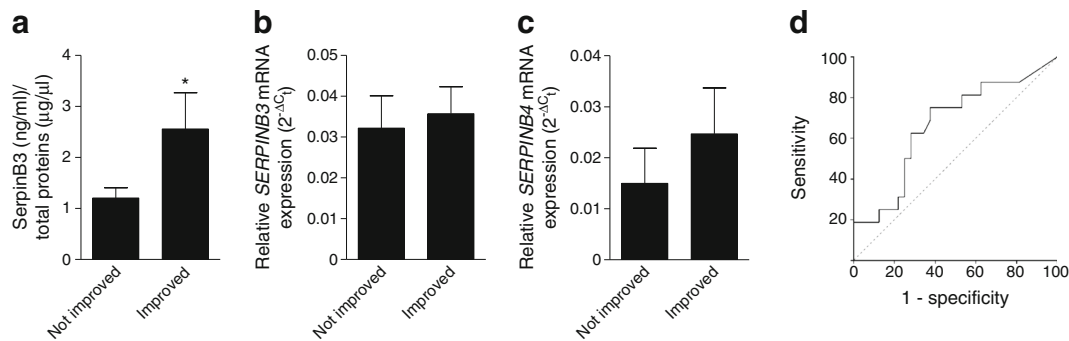 a
SerpinB3 (ng/ml)/
total proteins (µg/µl)
4
3
2
1
0
*
Not improved
Improved
b
Relative SERPINB3 mRNA
expression (2-ΔCt)
0.05
0.04
0.03
0.02
0.01
0.00
Not improved
Improved
c
Relative SERPINB4 mRNA
expression (2-ΔCt)
0.04
0.03
0.02
0.01
0
Not improved
Improved
d
Sensitivity
100
80
60
40
20
0 20 40 60 80 100
1 - specificity